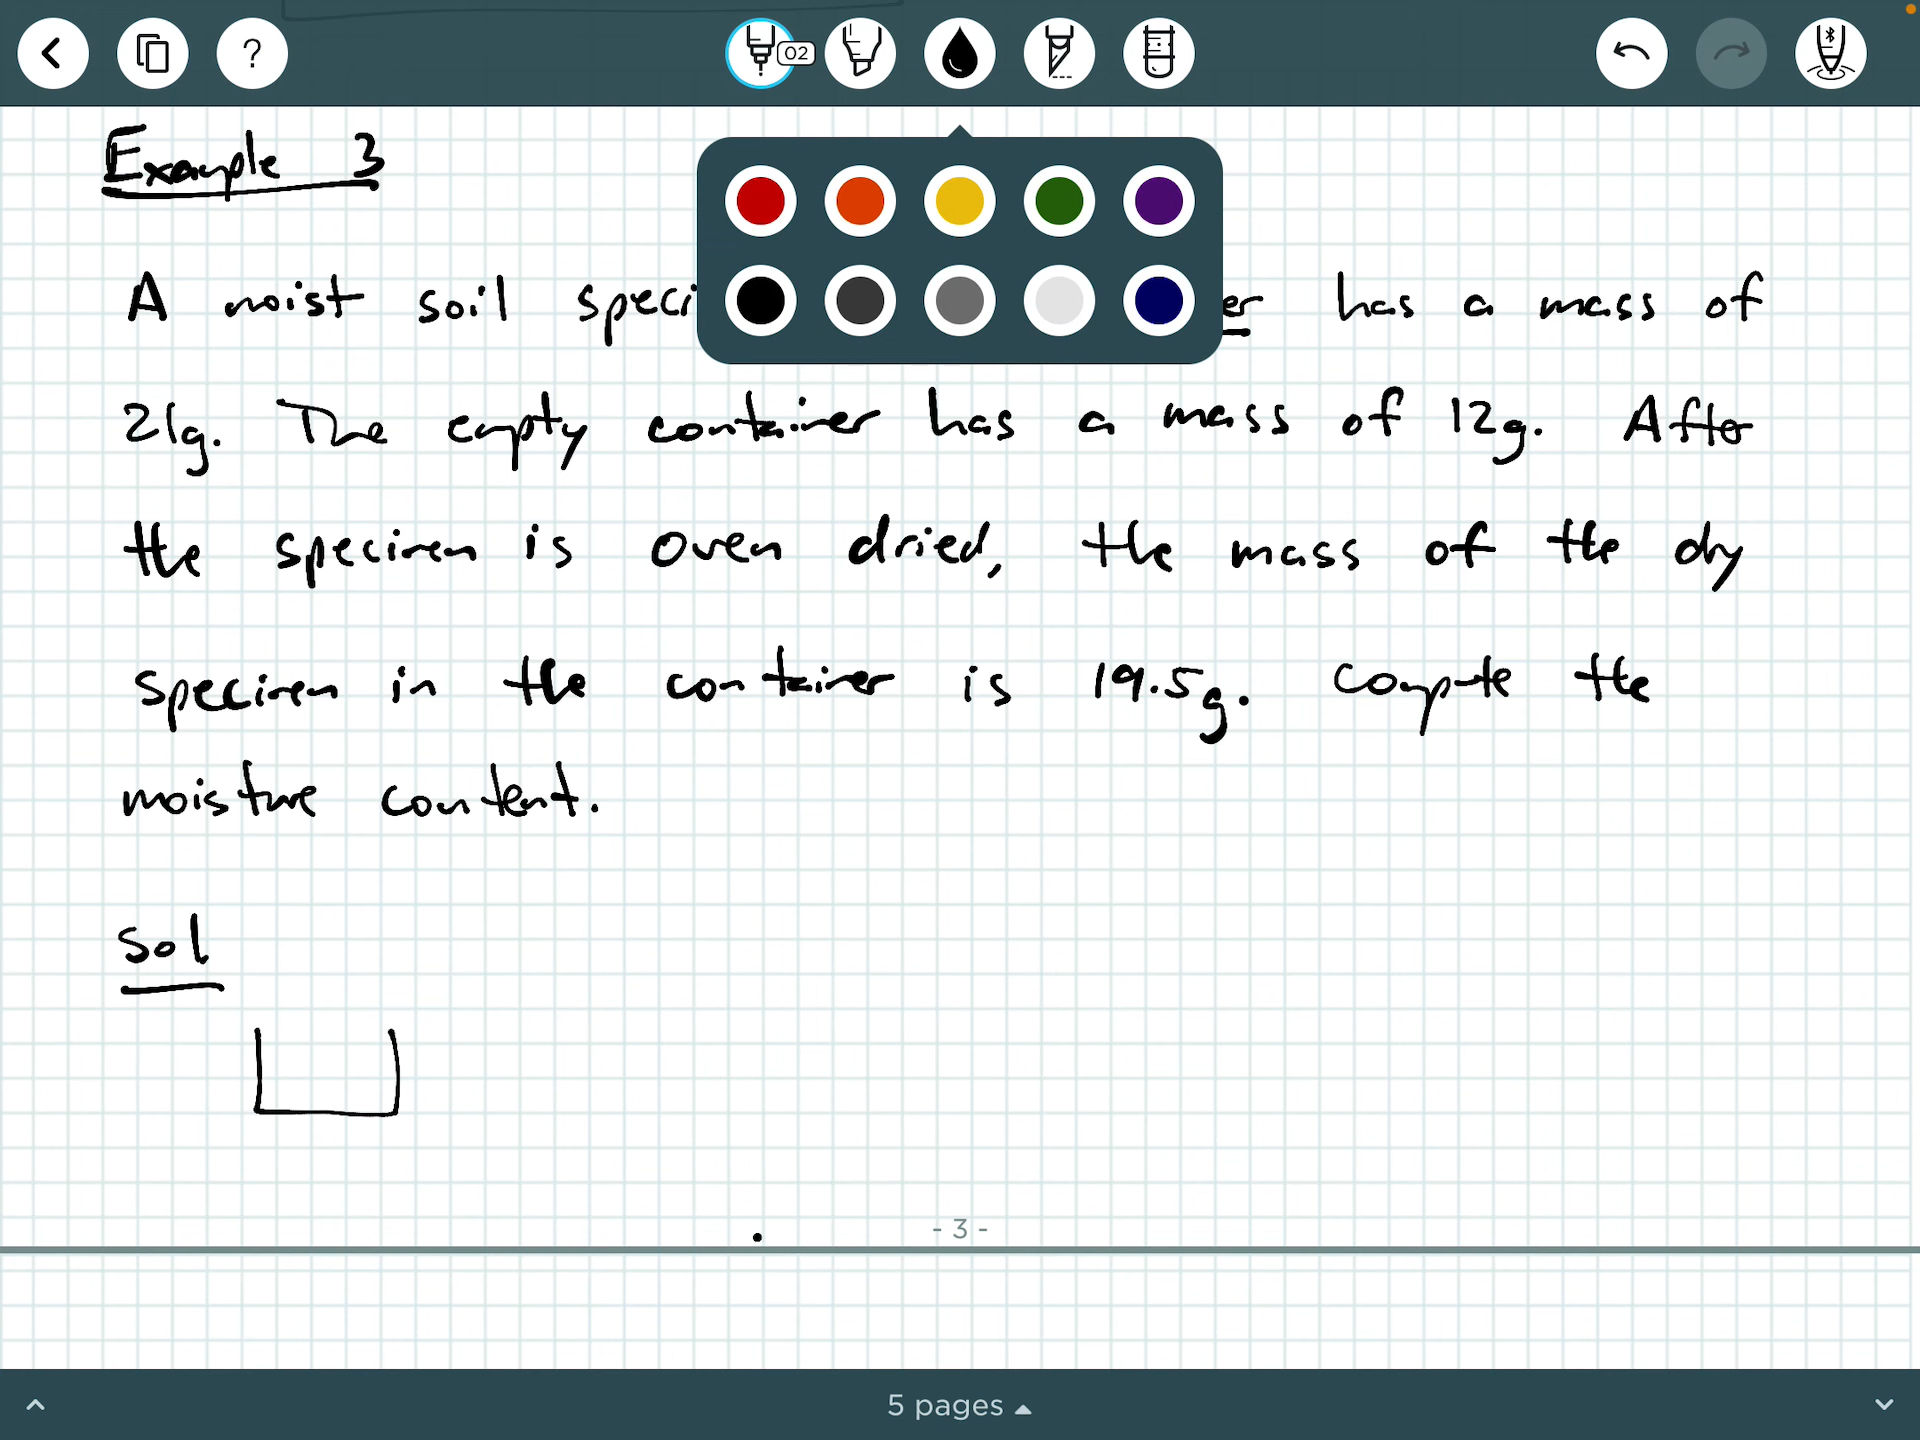 02
?
Example 3
A moist soil speci er has a mass of
21g. The empty container has a mass of 12g. After
the specimen is oven dried, the mass of the dry
specimen in the container is 19.5g. compute the
moisture content.
Sol
- 3 -
5 pages